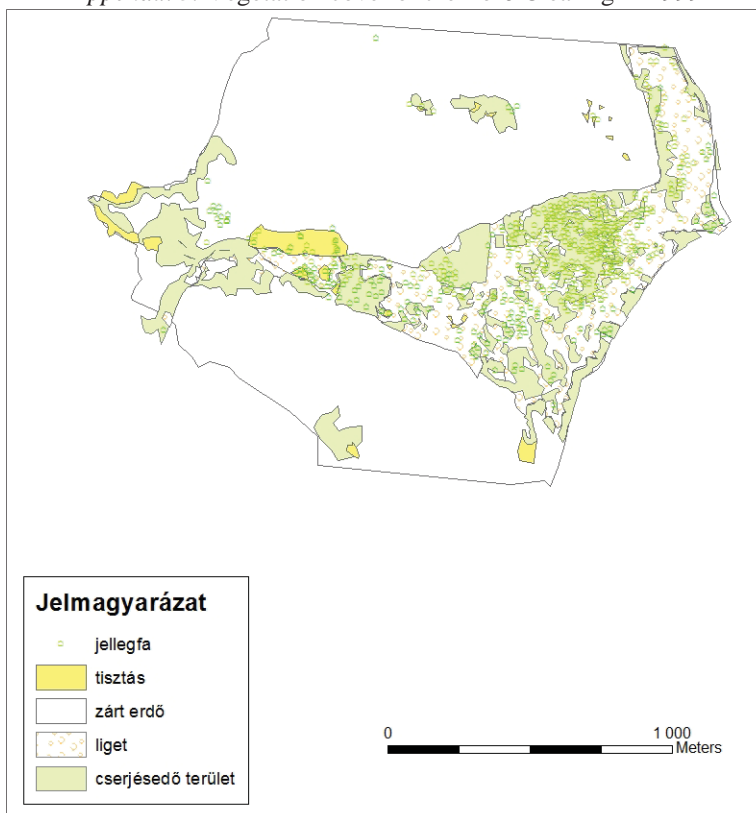 Jelmagyarázat
jellegfa
tisztás
zárt erdő
liget
cserjésedő terület
0 1 000
Meters